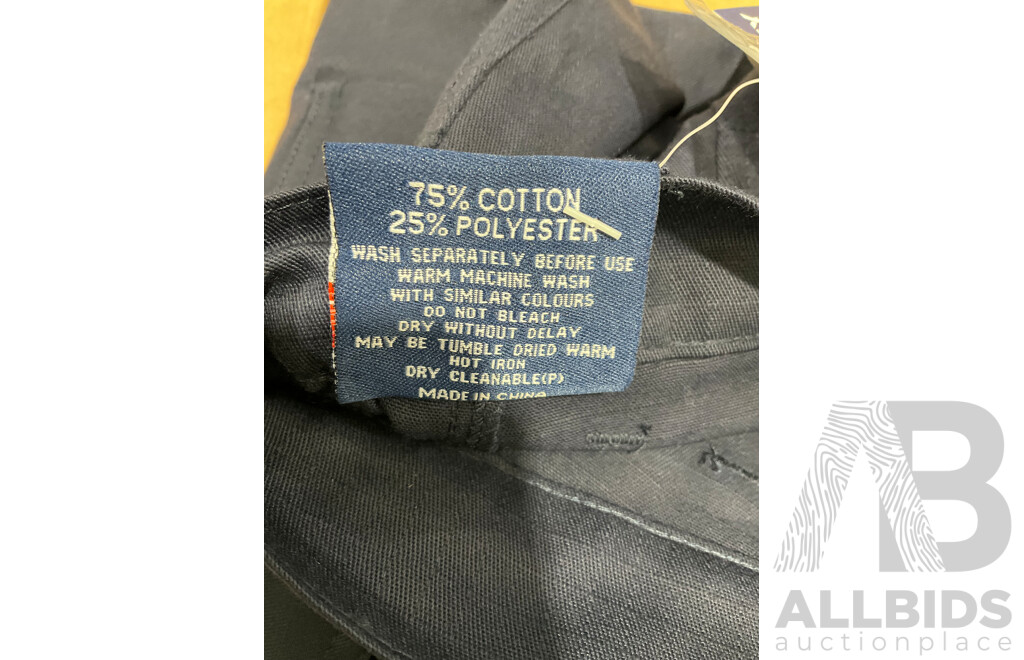 75% COTTON
25% POLYESTER
WASH SEPARATELY BEFORE USE
WARM MACHINE WASH
WITH SIMILAR COLOURS
DO NOT BLEACH
DRY WITHOUT DELAY
MAY BE TUMBLE DRIED WARM
HOT IRON
DRY CLEANABLE(P)
MADE IN CHINA
AB
ALLBIDS
auctionplace